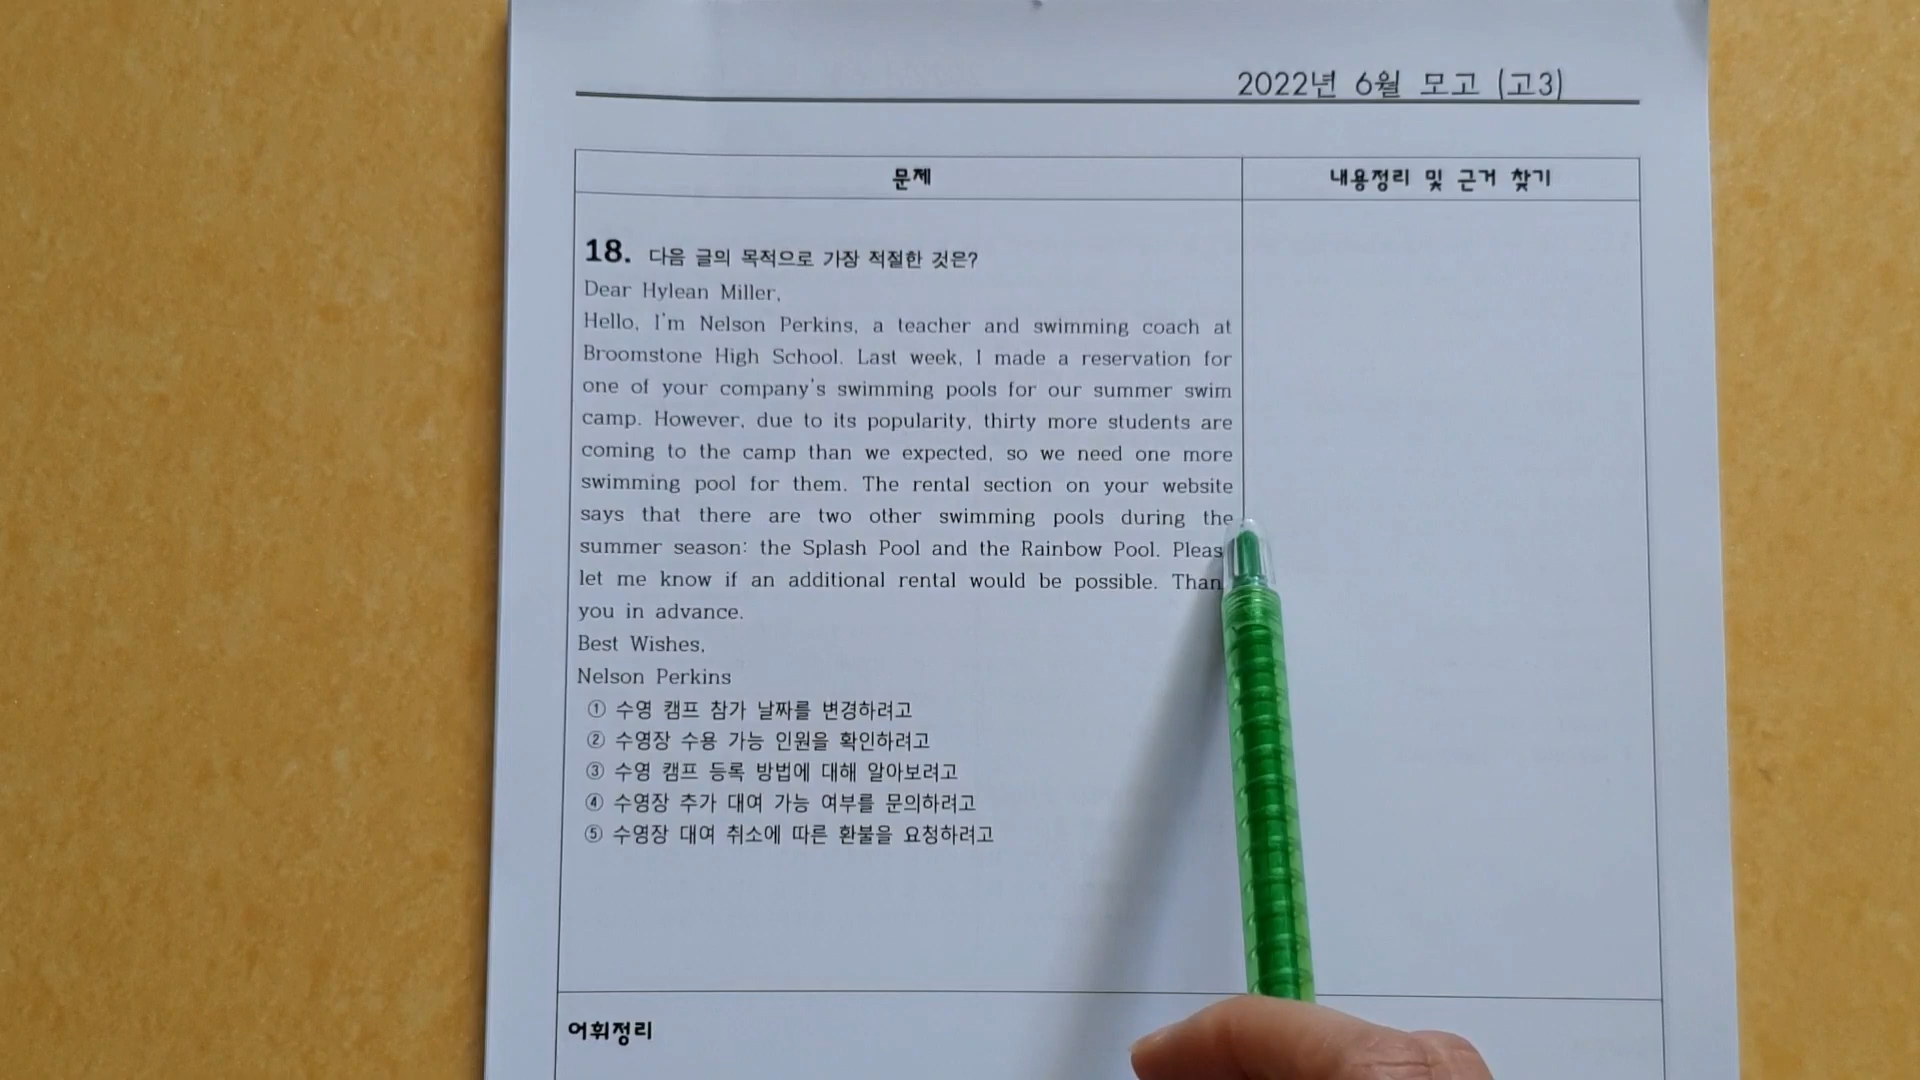 2022년 6월 모고 (고3)
문제
내용정리 및 근거 찾기
18. 다음 글의 목적으로 가장 적절한 것은?
Dear Hylean Miller,
Hello, I'm Nelson Perkins, a teacher and swimming coach at
Broomstone High School. Last week, I made a reservation for
one of your company's swimming pools for our summer swim
camp. However, due to its popularity, thirty more students are
coming to the camp than we expected, so we need one more
swimming pool for them. The rental section on your website
says that there are two other swimming pools during the
summer season: the Splash Pool and the Rainbow Pool. Pleas
let me know if an additional rental would be possible. Than
you in advance.
Best Wishes,
Nelson Perkins
① 수영 캠프 참가 날짜를 변경하려고
② 수영장 수용 가능 인원을 확인하려고
③ 수영 캠프 등록 방법에 대해 알아보려고
④ 수영장 추가 대여 가능 여부를 문의하려고
⑤ 수영장 대여 취소에 따른 환불을 요청하려고
어휘정리